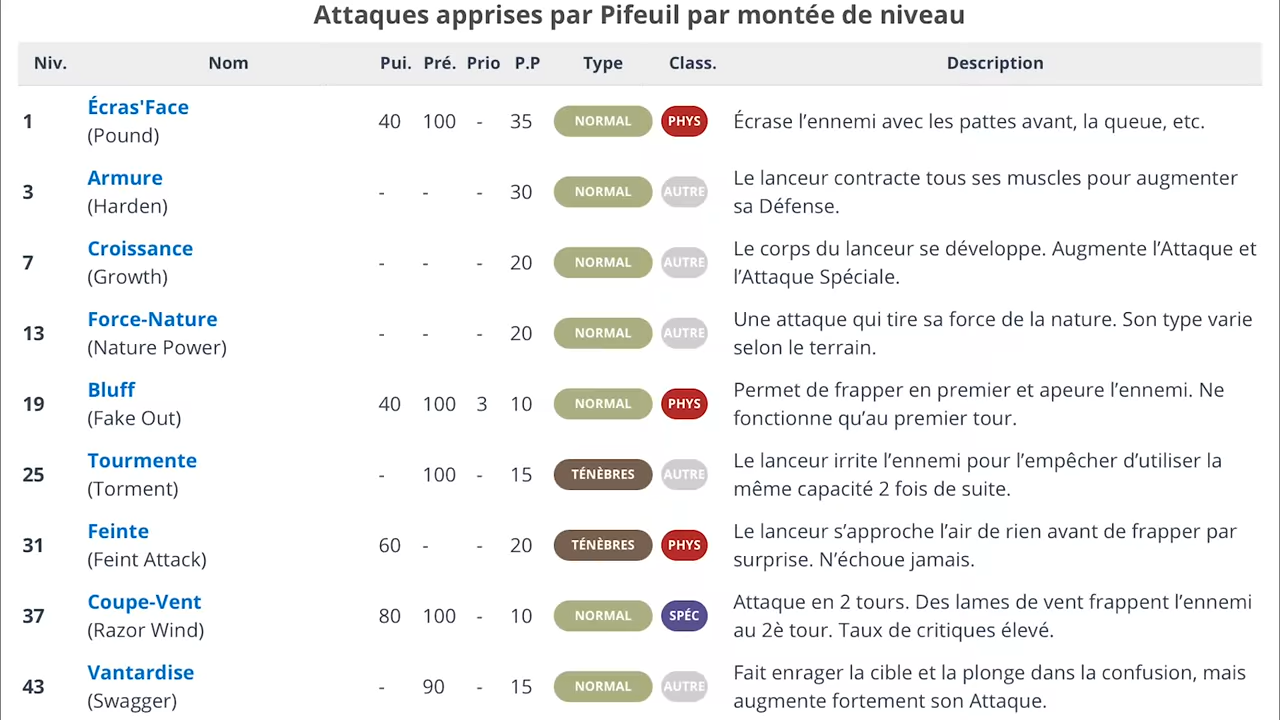 Attaques apprises par Pifeuil par montée de niveau
Niv. Nom Pui. Pré. Prio P.P Type Class. Description
1 Écras'Face (Pound) 40 100 - 35 NORMAL PHYS Écrase l’ennemi avec les pattes avant, la queue, etc.
3 Armure (Harden) - - - 30 NORMAL AUTRE Le lanceur contracte tous ses muscles pour augmenter
sa Défense.
7 Croissance (Growth) - - - 20 NORMAL AUTRE Le corps du lanceur se développe. Augmente l’Attaque et
l’Attaque Spéciale.
13 Force-Nature (Nature Power) - - - 20 NORMAL AUTRE Une attaque qui tire sa force de la nature. Son type varie
selon le terrain.
19 Bluff (Fake Out) 40 100 3 10 NORMAL PHYS Permet de frapper en premier et apeure l’ennemi. Ne
fonctionne qu’au premier tour.
25 Tourmente (Torment) - 100 - 15 TÉNÈBRES AUTRE Le lanceur irrite l’ennemi pour l’empêcher d’utiliser la
même capacité 2 fois de suite.
31 Feinte (Feint Attack) 60 - - 20 TÉNÈBRES PHYS Le lanceur s’approche l’air de rien avant de frapper par
surprise. N’échoue jamais.
37 Coupe-Vent (Razor Wind) 80 100 - 10 NORMAL SPÉC Attaque en 2 tours. Des lames de vent frappent l’ennemi
au 2è tour. Taux de critiques élevé.
43 Vantardise (Swagger) - 90 - 15 NORMAL AUTRE Fait enrager la cible et la plonge dans la confusion, mais
augmente fortement son Attaque.